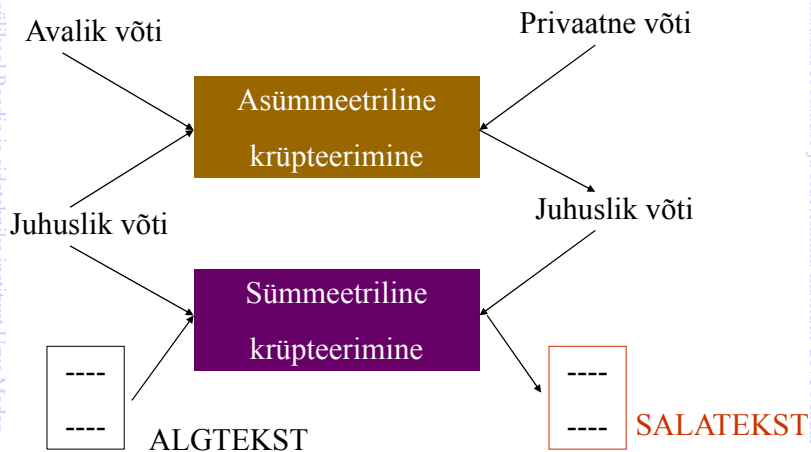 Avalik võti
Privaatne võti
Asümmeetriline
krüpteerimine
Juhuslik võti
Juhuslik võti
Sümmeetriline
krüpteerimine
----
----
ALGTEKST
----
----
SALATEKST